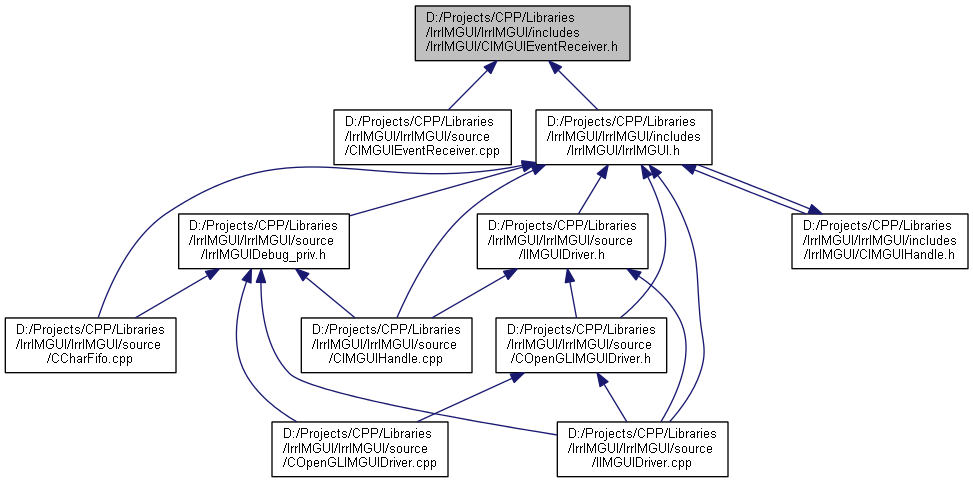 D:/Projects/CPP/Libraries
/IrrIMGUI/IrrIMGUI/includes
/IrrIMGUI/CIMGUIEventReceiver.h
D:/Projects/CPP/Libraries
/IrrIMGUI/IrrIMGUI/source
/CIMGUIEventReceiver.cpp
D:/Projects/CPP/Libraries
/IrrIMGUI/IrrIMGUI/includes
/IrrIMGUI/IrrIMGUI.h
D:/Projects/CPP/Libraries
/IrrIMGUI/IrrIMGUI/source
/IrrIMGUIDebug_priv.h
D:/Projects/CPP/Libraries
/IrrIMGUI/IrrIMGUI/source
/IIMGUIDriver.h
D:/Projects/CPP/Libraries
/IrrIMGUI/IrrIMGUI/includes
/IrrIMGUI/CIMGUIHandle.h
D:/Projects/CPP/Libraries
/IrrIMGUI/IrrIMGUI/source
/CCharFifo.cpp
D:/Projects/CPP/Libraries
/IrrIMGUI/IrrIMGUI/source
/CIMGUIHandle.cpp
D:/Projects/CPP/Libraries
/IrrIMGUI/IrrIMGUI/source
/COpenGLIMGUIDriver.h
D:/Projects/CPP/Libraries
/IrrIMGUI/IrrIMGUI/source
/COpenGLIMGUIDriver.cpp
D:/Projects/CPP/Libraries
/IrrIMGUI/IrrIMGUI/source
/IIMGUIDriver.cpp